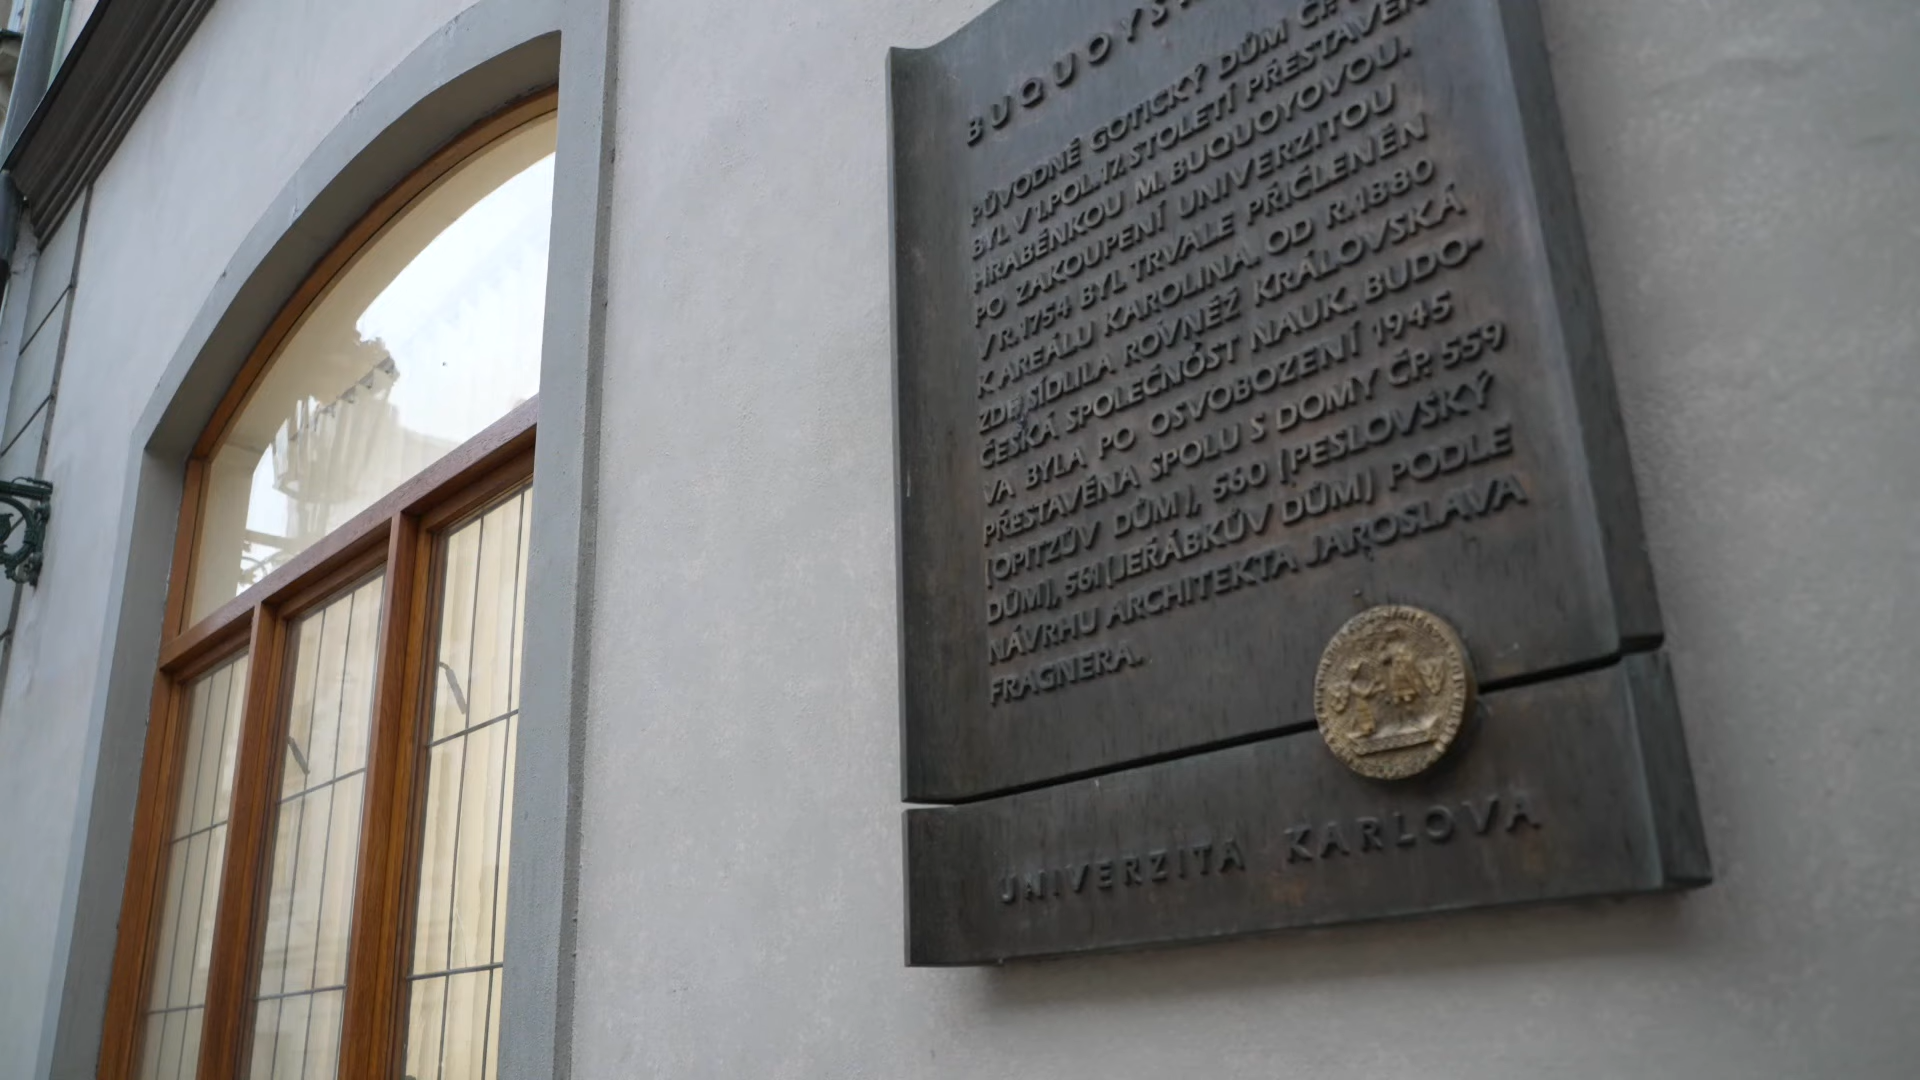 BUQUOYS
PŮVODNĚ GOTICKÝ DŮM ČP.
BYL V 1.POL.17.STOLETÍ PŘESTAVĚN
HRABĚNKOU M. BUQUOYOVOU.
PO ZAKOUPENÍ UNIVERZITOU
V R.1754 BYL TRVALE PŘIČLENĚN
K AREÁLU KAROLINA. OD R.1880
ZDE SÍDLILA ROVNĚŽ KRÁLOVSKÁ
ČESKÁ SPOLEČNOST NAUK. BUDO-
VA BYLA PO OSVOBOZENÍ 1945
PŘESTAVĚNA SPOLU S DOMY ČP. 559
(OPITZŮV DŮM), 560 (PEŠLOVSKÝ
DŮM), 561 (JEŘÁBKŮV DŮM) PODLE
NÁVRHU ARCHITEKTA JAROSLAVA
FRAGNERA.
UNIVERZITA KARLOVA